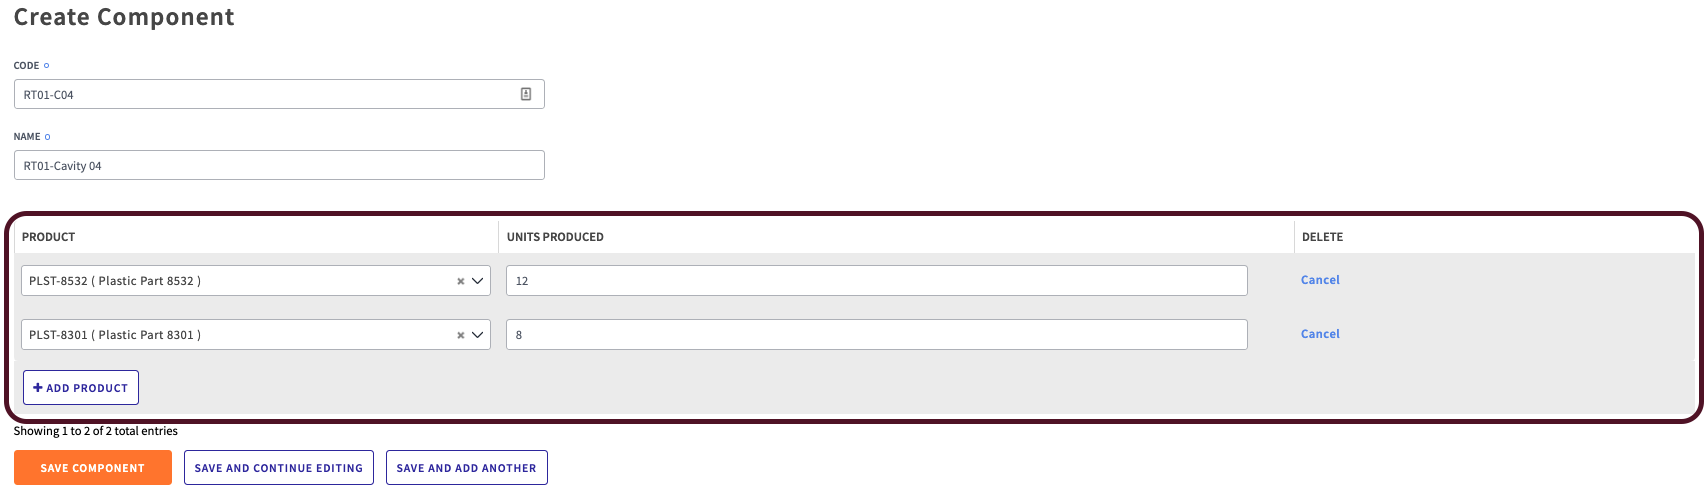 Create Component
CODE
RT01-C04
NAME
RT01-Cavity 04
PRODUCT UNITS PRODUCED DELETE
PLST-8532 ( Plastic Part 8532 ) 12 Cancel
PLST-8301 ( Plastic Part 8301 ) 8 Cancel
+ ADD PRODUCT
Showing 1 to 2 of 2 total entries
SAVE COMPONENT SAVE AND CONTINUE EDITING SAVE AND ADD ANOTHER